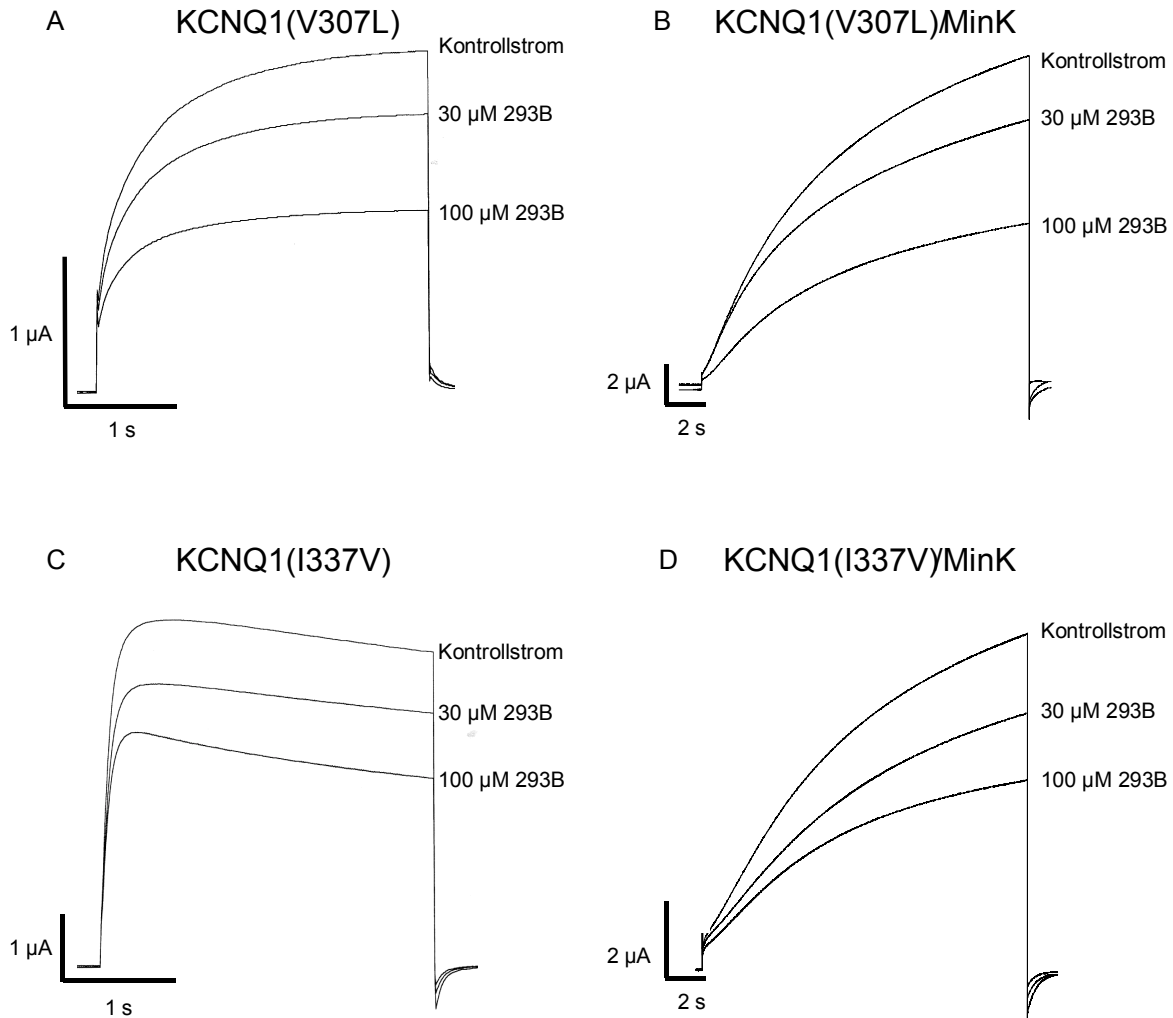 A
KCNQ1(V307L)
Kontrollstrom
30 µM 293B
100 µM 293B
1 µA
1 s
B
KCNQ1(V307L)/MinK
Kontrollstrom
30 µM 293B
100 µM 293B
2 µA
2 s
C
KCNQ1(I337V)
Kontrollstrom
30 µM 293B
100 µM 293B
1 µA
1 s
D
KCNQ1(I337V)/MinK
Kontrollstrom
30 µM 293B
100 µM 293B
2 µA
2 s